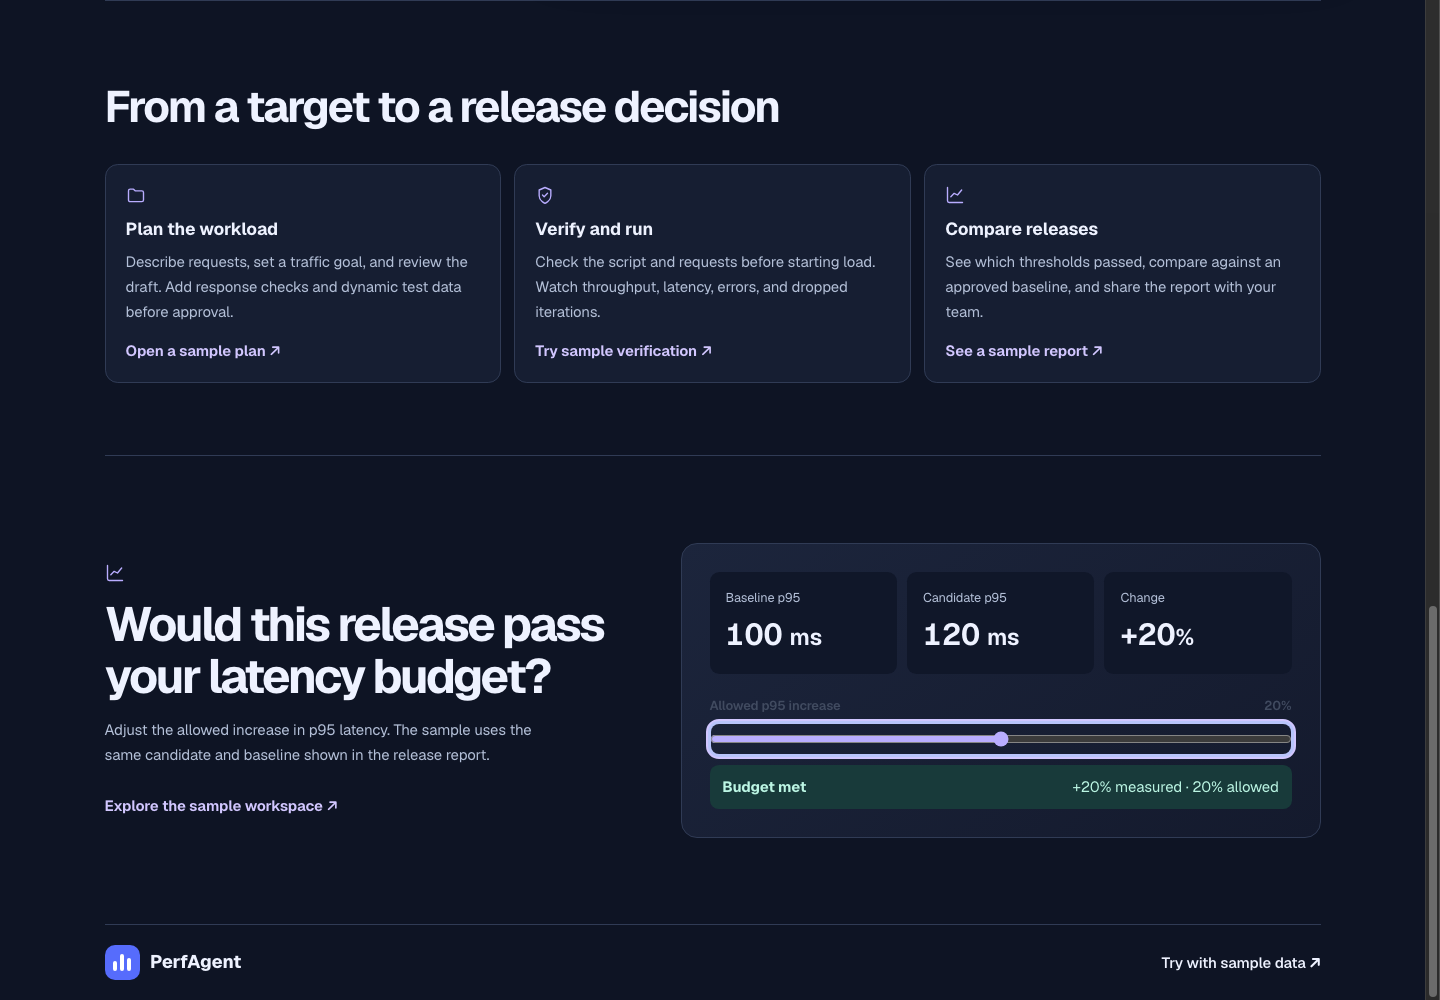 From a target to a release decision
Plan the workload
Describe requests, set a traffic goal, and review the
draft. Add response checks and dynamic test data
before approval.
Open a sample plan ↗
Verify and run
Check the script and requests before starting load.
Watch throughput, latency, errors, and dropped
iterations.
Try sample verification ↗
Compare releases
See which thresholds passed, compare against an
approved baseline, and share the report with your
team.
See a sample report ↗
Would this release pass
your latency budget?
Adjust the allowed increase in p95 latency. The sample uses the
same candidate and baseline shown in the release report.
Explore the sample workspace ↗
Baseline p95
100 ms
Candidate p95
120 ms
Change
+20%
Allowed p95 increase 20%
Budget met +20% measured · 20% allowed
PerfAgent
Try with sample data ↗